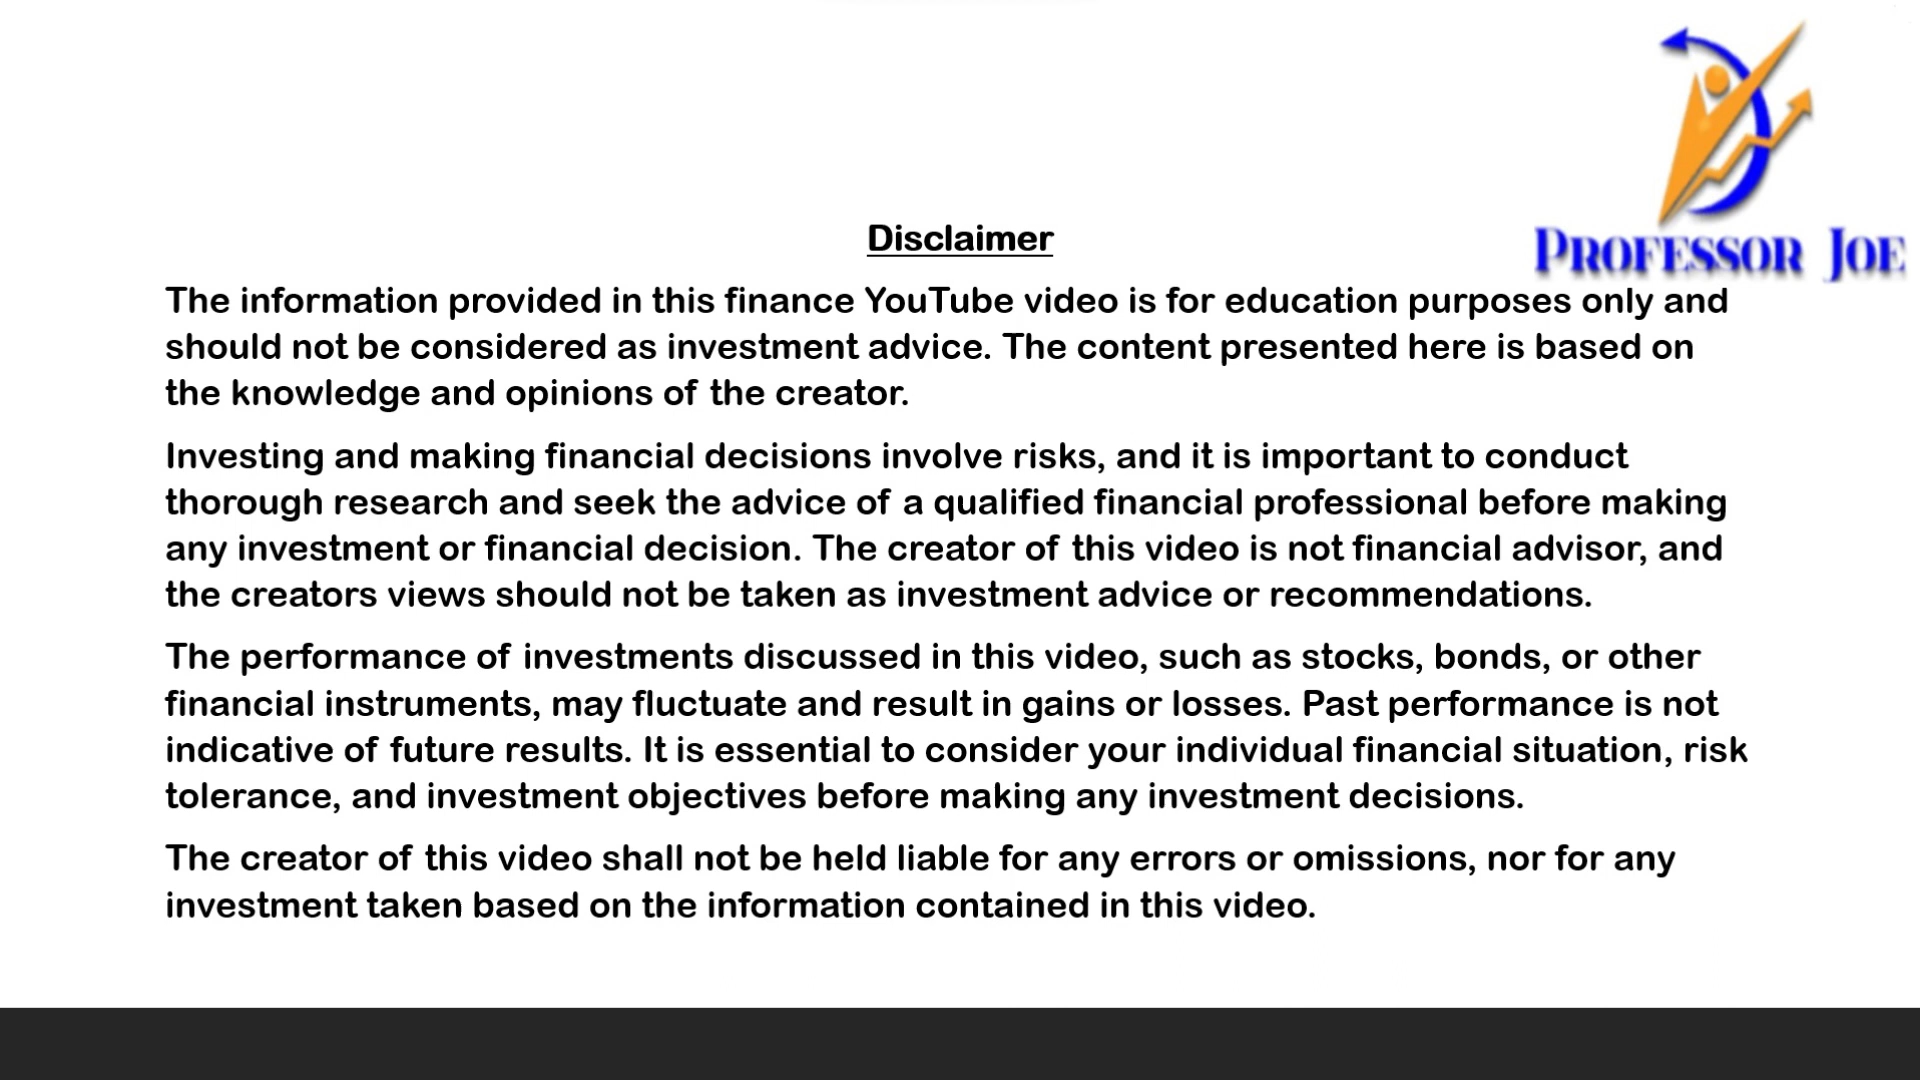 PROFESSOR JOE
Disclaimer
The information provided in this finance YouTube video is for education purposes only and
should not be considered as investment advice. The content presented here is based on
the knowledge and opinions of the creator.
Investing and making financial decisions involve risks, and it is important to conduct
thorough research and seek the advice of a qualified financial professional before making
any investment or financial decision. The creator of this video is not financial advisor, and
the creators views should not be taken as investment advice or recommendations.
The performance of investments discussed in this video, such as stocks, bonds, or other
financial instruments, may fluctuate and result in gains or losses. Past performance is not
indicative of future results. It is essential to consider your individual financial situation, risk
tolerance, and investment objectives before making any investment decisions.
The creator of this video shall not be held liable for any errors or omissions, nor for any
investment taken based on the information contained in this video.